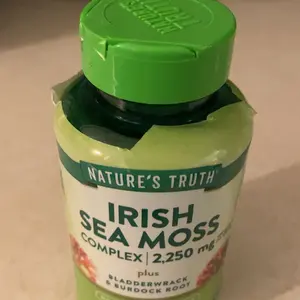 NATURE'S TRUTH
IRISH
SEA MOSS
COMPLEX | 2,250 mg
plus
BLADDERWRACK
& BURDOCK ROOT